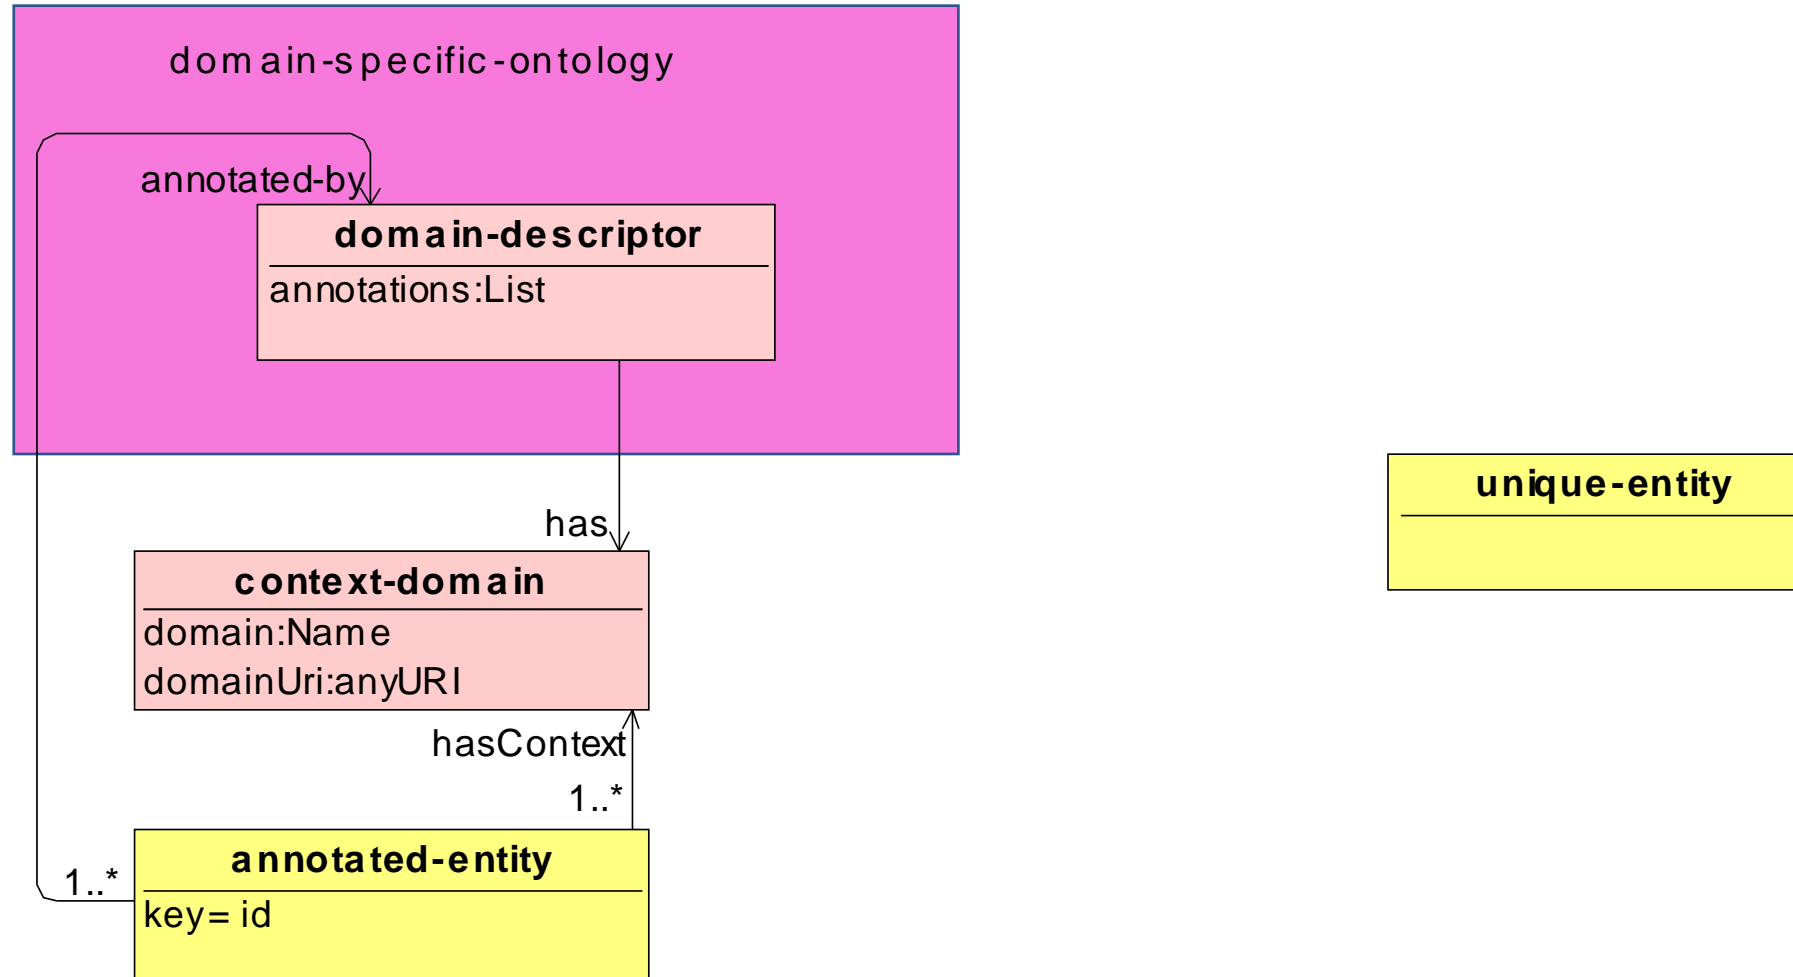 domain-specific-ontology
annotated-by
domain-descriptor
annotations:List
unique-entity
has
context-domain
domain:Name
domainUri:anyURI
hasContext
1..*
annotated-entity
1..*
key= id